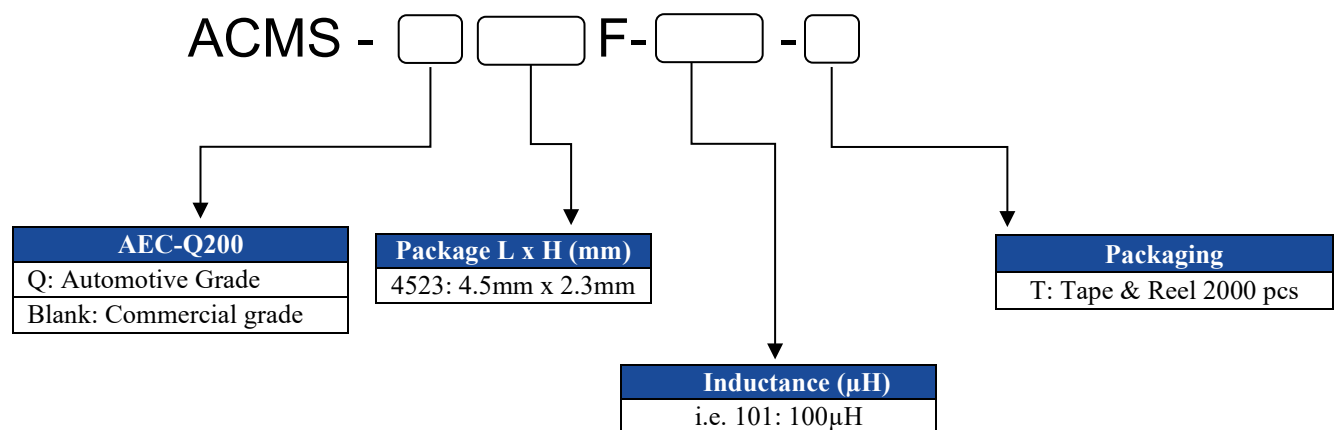 ACMS - F- -
AEC-Q200
Q: Automotive Grade
Blank: Commercial grade
Package L x H (mm)
4523: 4.5mm x 2.3mm
Inductance (µH)
i.e. 101: 100µH
Packaging
T: Tape & Reel 2000 pcs